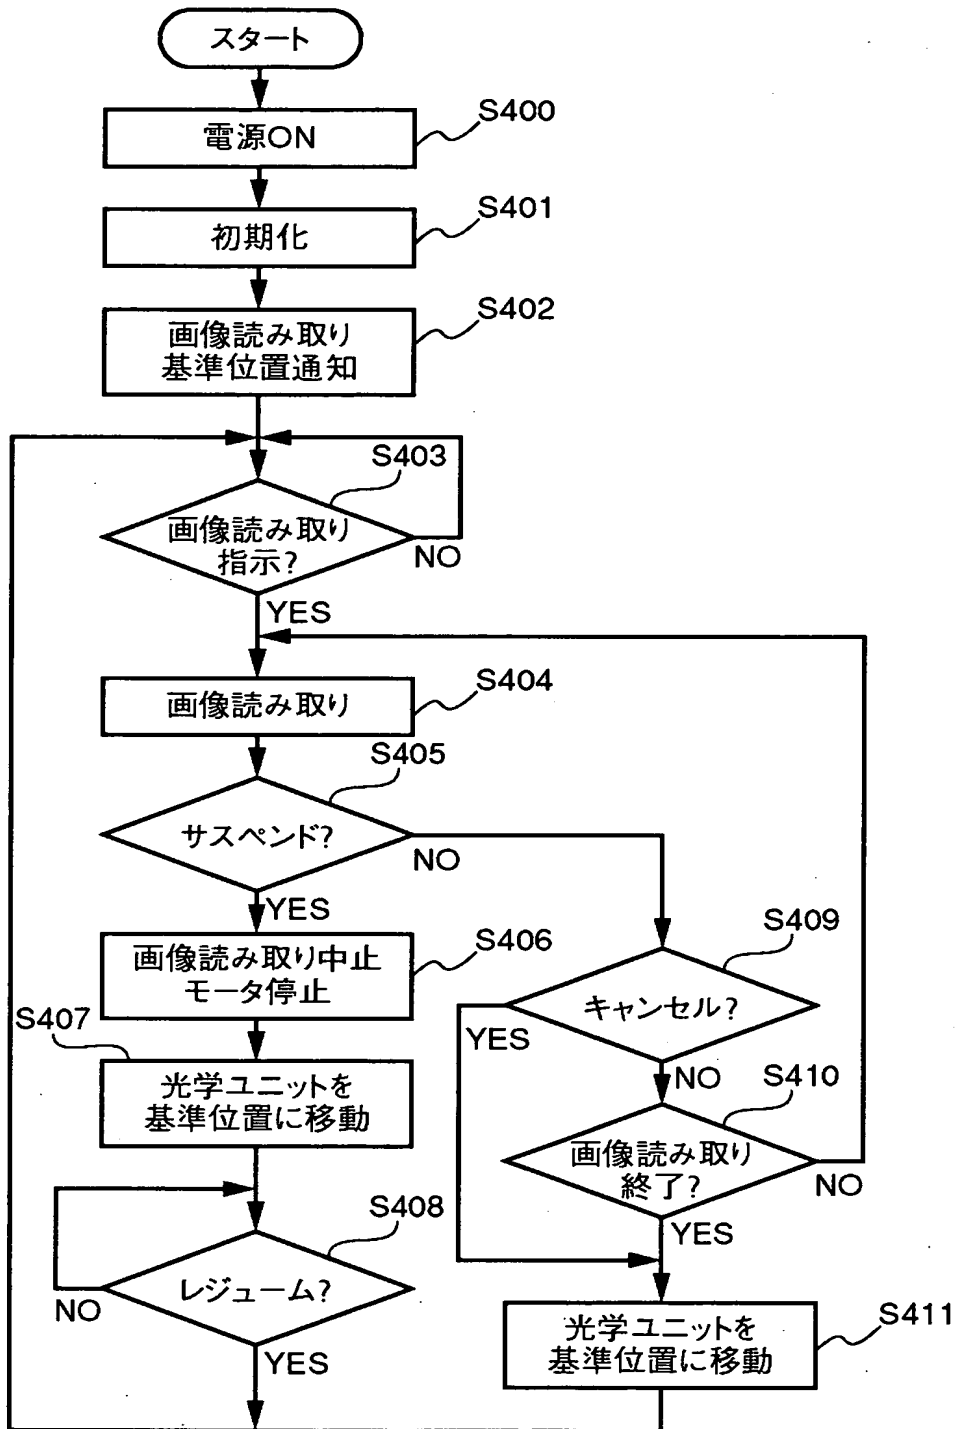 スタート
電源ON
S400
初期化
S401
画像読み取り
基準位置通知
S402
S403
画像読み取り
指示?
NO
YES
画像読み取り
S404
S405
サスペンド?
NO
YES
画像読み取り中止
モータ停止
S406
S409
キャンセル?
YES
NO
S407
光学ユニットを
基準位置に移動
S410
画像読み取り
終了?
NO
YES
S408
レジューム?
NO
YES
光学ユニットを
基準位置に移動
S411